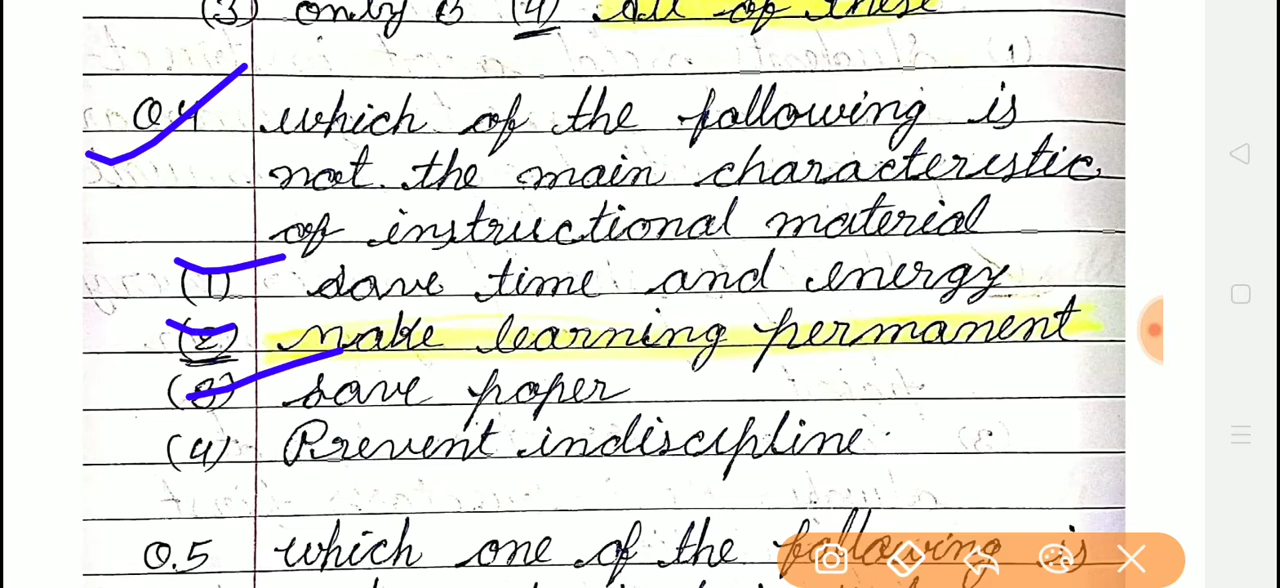 (3) only B (4) All of these
Q.4 which of the following is
not the main characteristic
of instructional material
(1) save time and energy
(2) Make learning permanent
(3) save paper
(4) Prevent indiscipline.
Q.5 which one of the following is